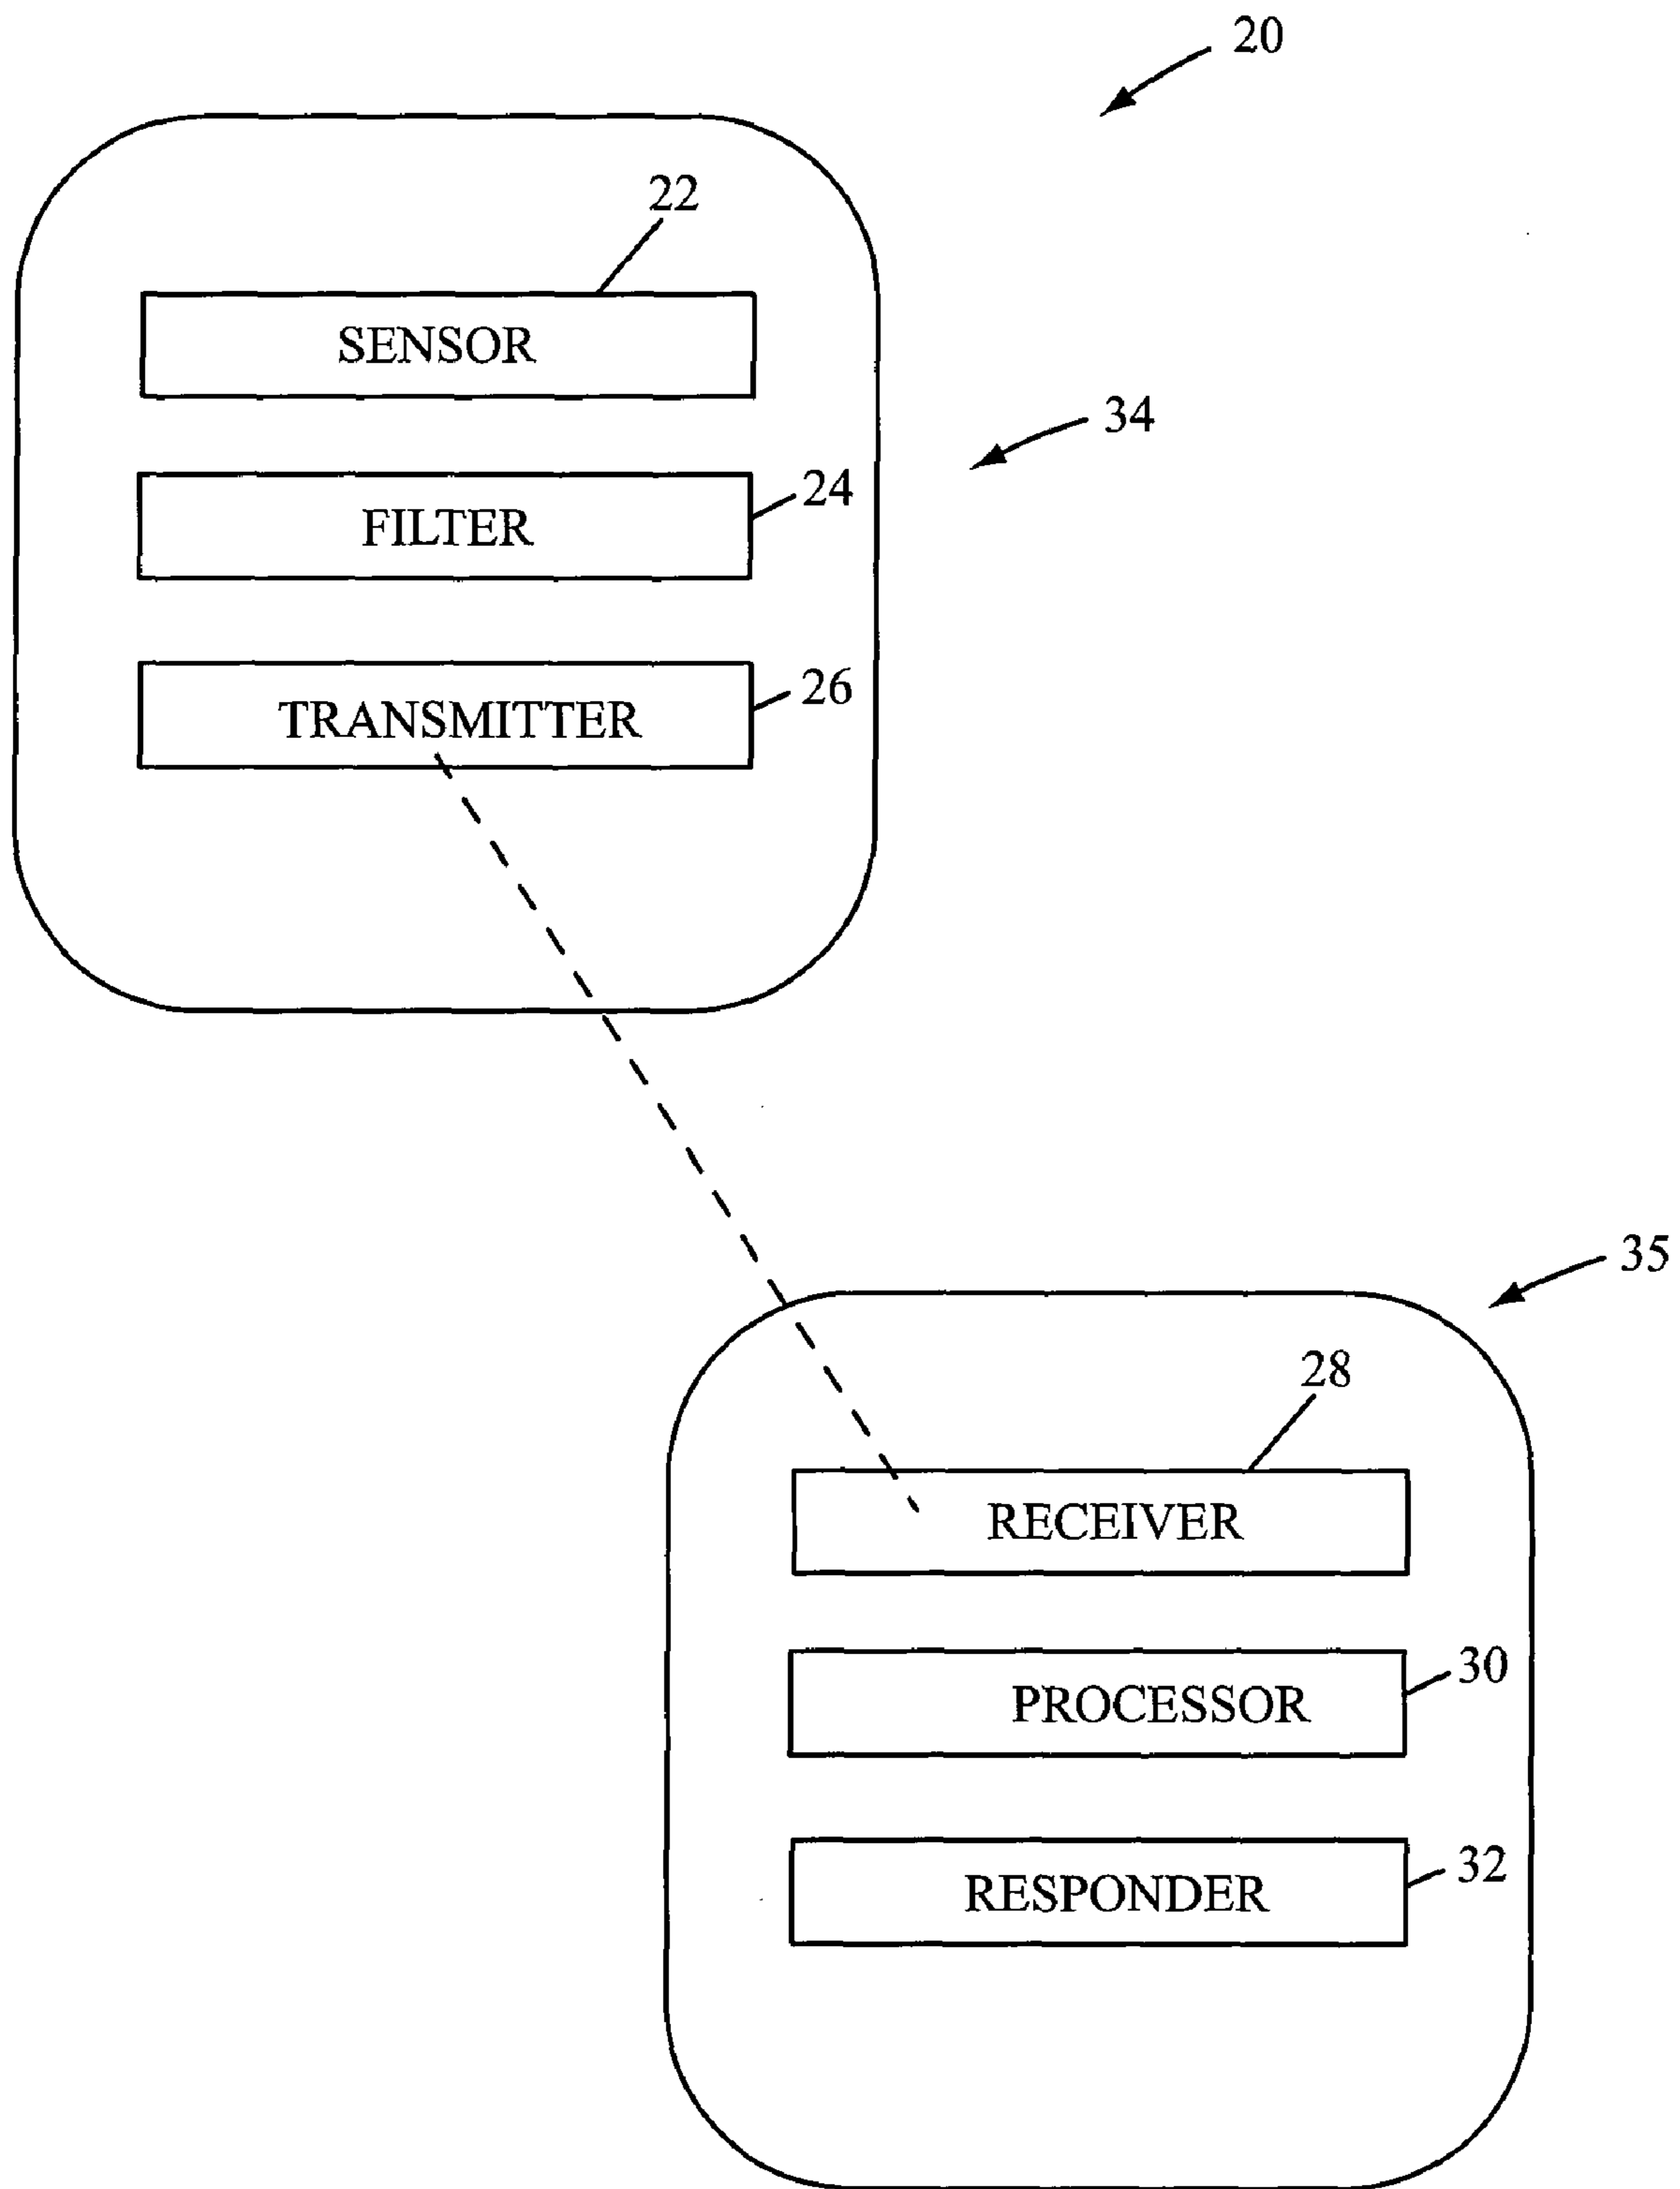 20
22
SENSOR
34
24
FILTER
26
TRANSMITTER
35
28
RECEIVER
30
PROCESSOR
32
RESPONDER